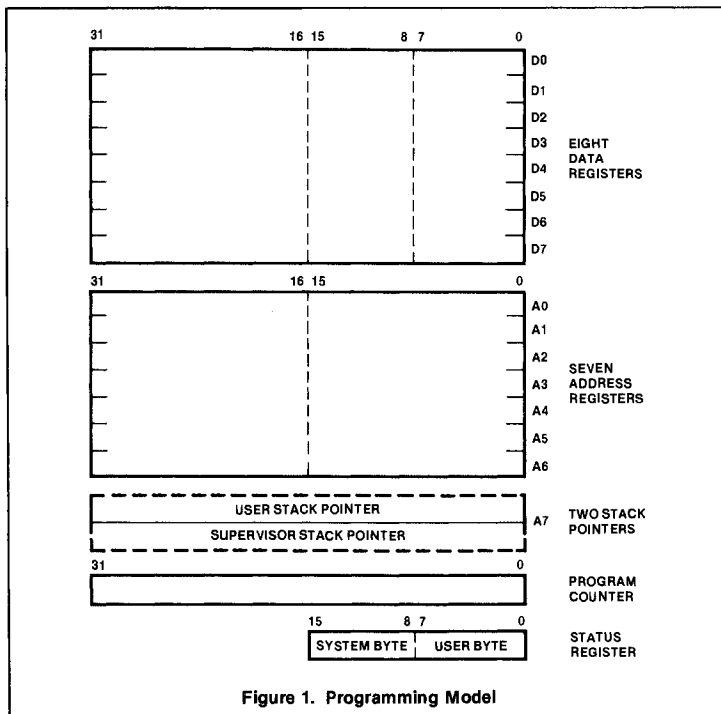 31 16 15 8 7 0
D0
D1
D2
D3
D4
D5
D6
D7
EIGHT
DATA
REGISTERS
31 16 15 0
A0
A1
A2
A3
A4
A5
A6
SEVEN
ADDRESS
REGISTERS
USER STACK POINTER
SUPERVISOR STACK POINTER
A7
TWO STACK
POINTERS
31 0
PROGRAM
COUNTER
15 8 7 0
SYSTEM BYTE USER BYTE
STATUS
REGISTER
Figure 1. Programming Model